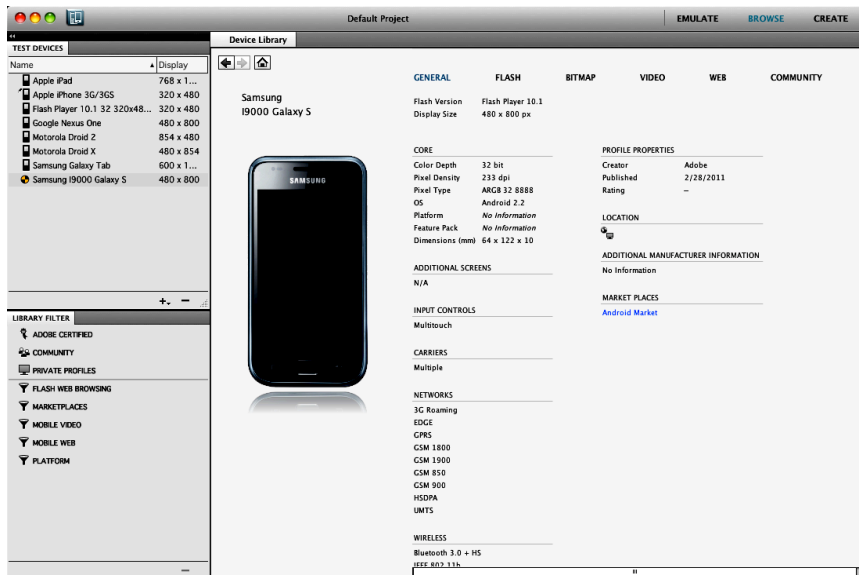 Default Project
EMULATE BROWSE CREATE
TEST DEVICES
Name Display
Apple iPad 768 x 1...
Apple iPhone 3G/3GS 320 x 480
Flash Player 10.1 32 320x48... 320 x 480
Google Nexus One 480 x 800
Motorola Droid 2 854 x 480
Motorola Droid X 480 x 854
Samsung Galaxy Tab 600 x 1...
Samsung I9000 Galaxy S 480 x 800
LIBRARY FILTER
ADOBE CERTIFIED
COMMUNITY
PRIVATE PROFILES
FLASH WEB BROWSING
MARKETPLACES
MOBILE VIDEO
MOBILE WEB
PLATFORM
Device Library
Samsung
I9000 Galaxy S
SAMSUNG
GENERAL FLASH BITMAP VIDEO WEB COMMUNITY
Flash Version Flash Player 10.1
Display Size 480 x 800 px
CORE
Color Depth 32 bit
Pixel Density 233 dpi
Pixel Type ARGB 32 8888
OS Android 2.2
Platform No Information
Feature Pack No Information
Dimensions (mm) 64 x 122 x 10
ADDITIONAL SCREENS
N/A
INPUT CONTROLS
Multitouch
CARRIERS
Multiple
NETWORKS
3G Roaming
EDGE
GPRS
GSM 1800
GSM 1900
GSM 850
GSM 900
HSDPA
UMTS
WIRELESS
Bluetooth 3.0 + HS
IEEE 802.11b
PROFILE PROPERTIES
Creator Adobe
Published 2/28/2011
Rating –
LOCATION
ADDITIONAL MANUFACTURER INFORMATION
No Information
MARKET PLACES
Android Market